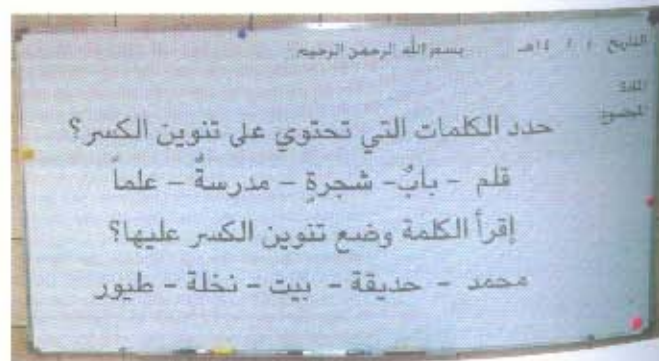 التاريخ / / ١٤هـ بسم الله الرحمن الرحيم
المادة
الموضوع
حدد الكلمات التي تحتوي على تنوين الكسر؟
قلم - بابٌ - شجرةٍ - مدرسةٌ - علماً
إقرأ الكلمة وضع تنوين الكسر عليها؟
محمد - حديقة - بيت - نخلة - طيور